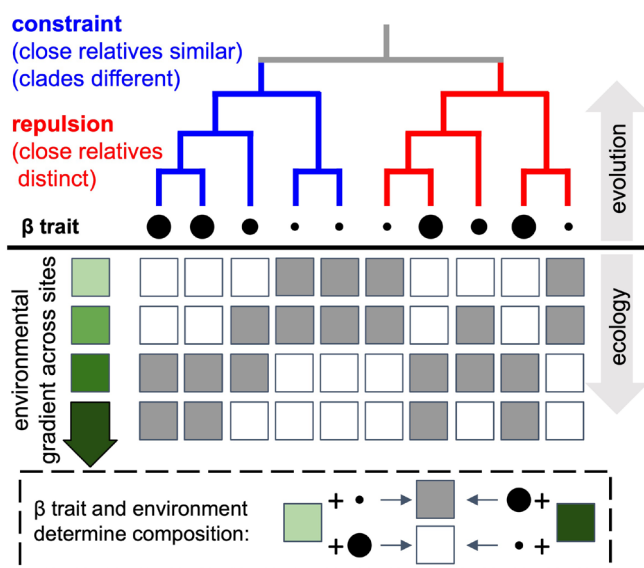 constraint
(close relatives similar)
(clades different)
repulsion
(close relatives
distinct)
β trait
evolution
ecology
environmental
gradient across sites
β trait and environment
determine composition:
+
+
+
+